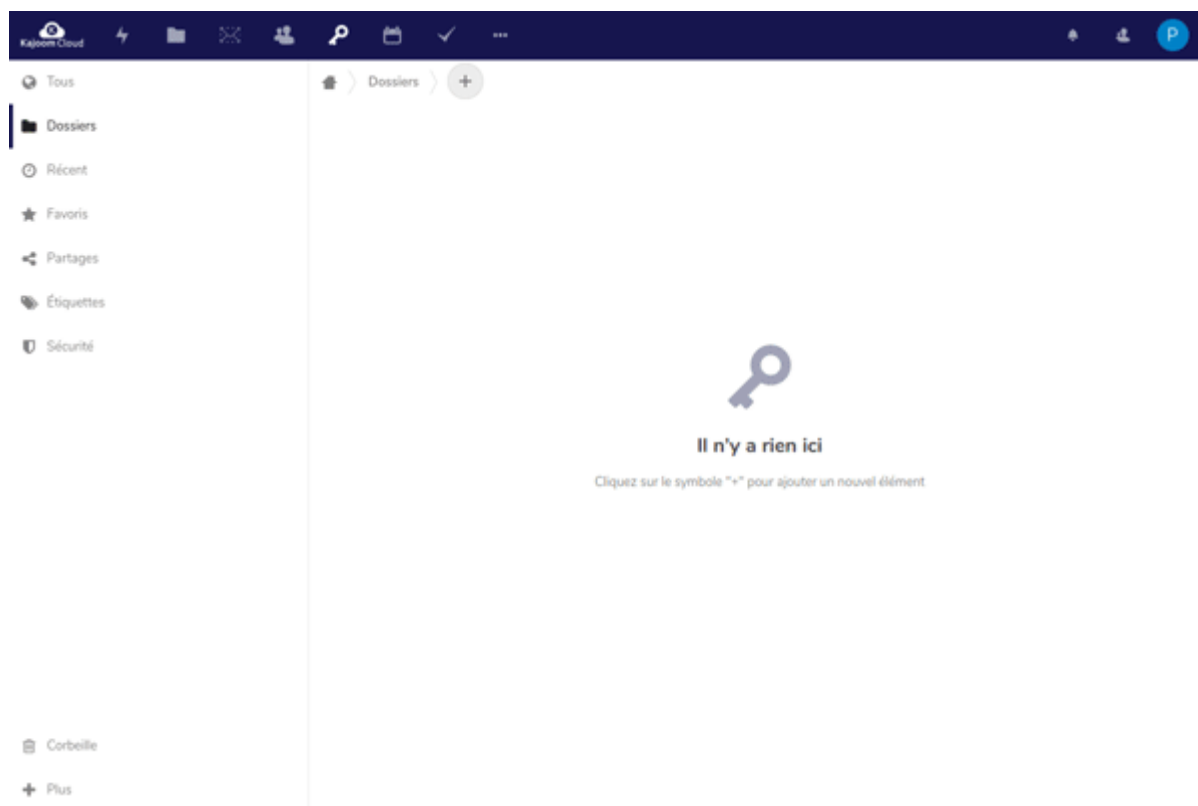 Kajoom Cloud
P
Tous
Dossiers
Dossiers
+
Récent
Favoris
Partages
Étiquettes
Sécurité
Il n'y a rien ici
Cliquez sur le symbole "+" pour ajouter un nouvel élément
Corbeille
Plus